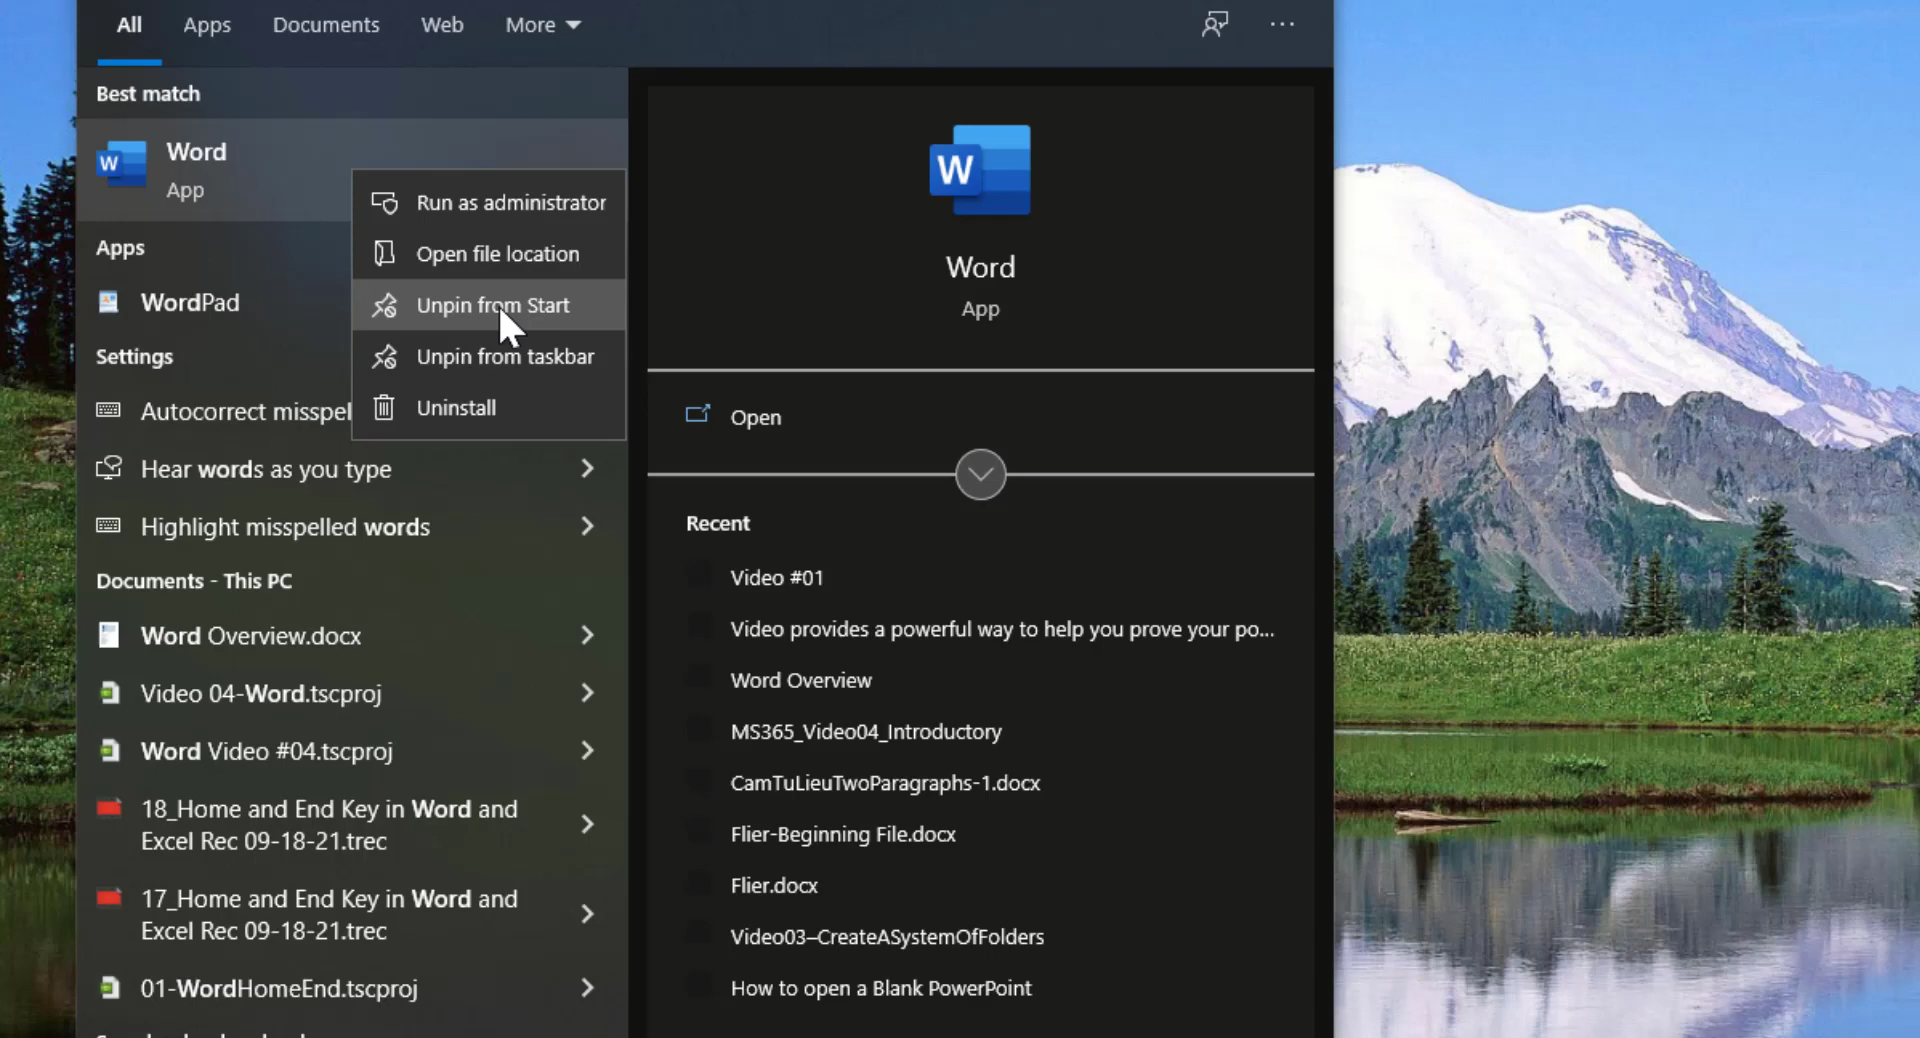 All Apps Documents Web More
Best match
Word
App
Run as administrator
Open file location
Unpin from Start
Unpin from taskbar
Uninstall
Apps
WordPad
Settings
Autocorrect misspel
Hear words as you type
Highlight misspelled words
Documents - This PC
Word Overview.docx
Video 04-Word.tscproj
Word Video #04.tscproj
18_Home and End Key in Word and
Excel Rec 09-18-21.trec
17_Home and End Key in Word and
Excel Rec 09-18-21.trec
01-WordHomeEnd.tscproj
W
Word
App
Open
Recent
Video #01
Video provides a powerful way to help you prove your po...
Word Overview
MS365_Video04_Introductory
CamTuLieuTwoParagraphs-1.docx
Flier-Beginning File.docx
Flier.docx
Video03–CreateASystemOfFolders
How to open a Blank PowerPoint